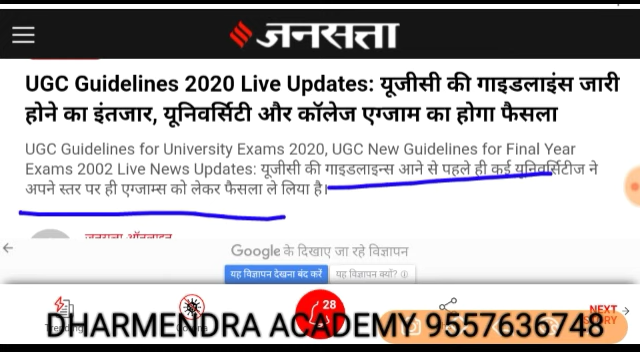 जनसत्ता
UGC Guidelines 2020 Live Updates: यूजीसी की गाइडलाइंस जारी
होने का इंतजार, यूनिवर्सिटी और कॉलेज एग्जाम का होगा फैसला
UGC Guidelines for University Exams 2020, UGC New Guidelines for Final Year
Exams 2002 Live News Updates: यूजीसी की गाइडलाइन्स आने से पहले ही कई यूनिवर्सिटीज ने
अपने स्तर पर ही एग्जाम्स को लेकर फैसला ले लिया है।
Google के दिखाए जा रहे विज्ञापन
यह विज्ञापन देखना बंद करें यह विज्ञापन क्यों?
28
NEXT
STORY
DHARMENDRA ACADEMY 9557636748